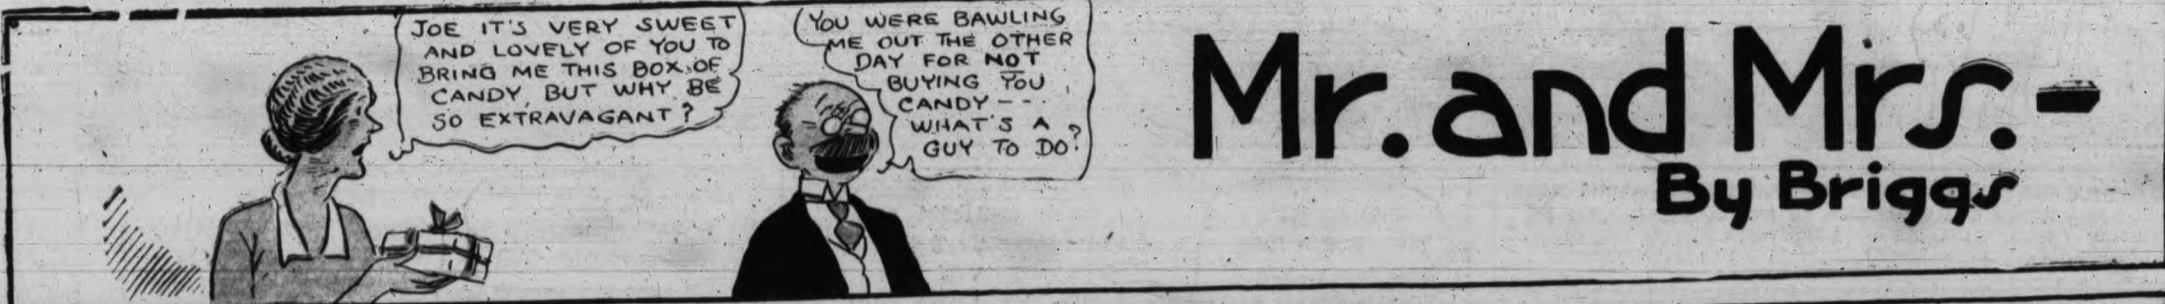 JOE IT'S VERY SWEET
AND LOVELY OF YOU TO
BRING ME THIS BOX OF
CANDY, BUT WHY BE
SO EXTRAVAGANT?
YOU WERE BAWLING
ME OUT THE OTHER
DAY FOR NOT
BUYING YOU
CANDY --
WHAT'S A
GUY TO DO?
Mr. and Mrs.-
By Briggs